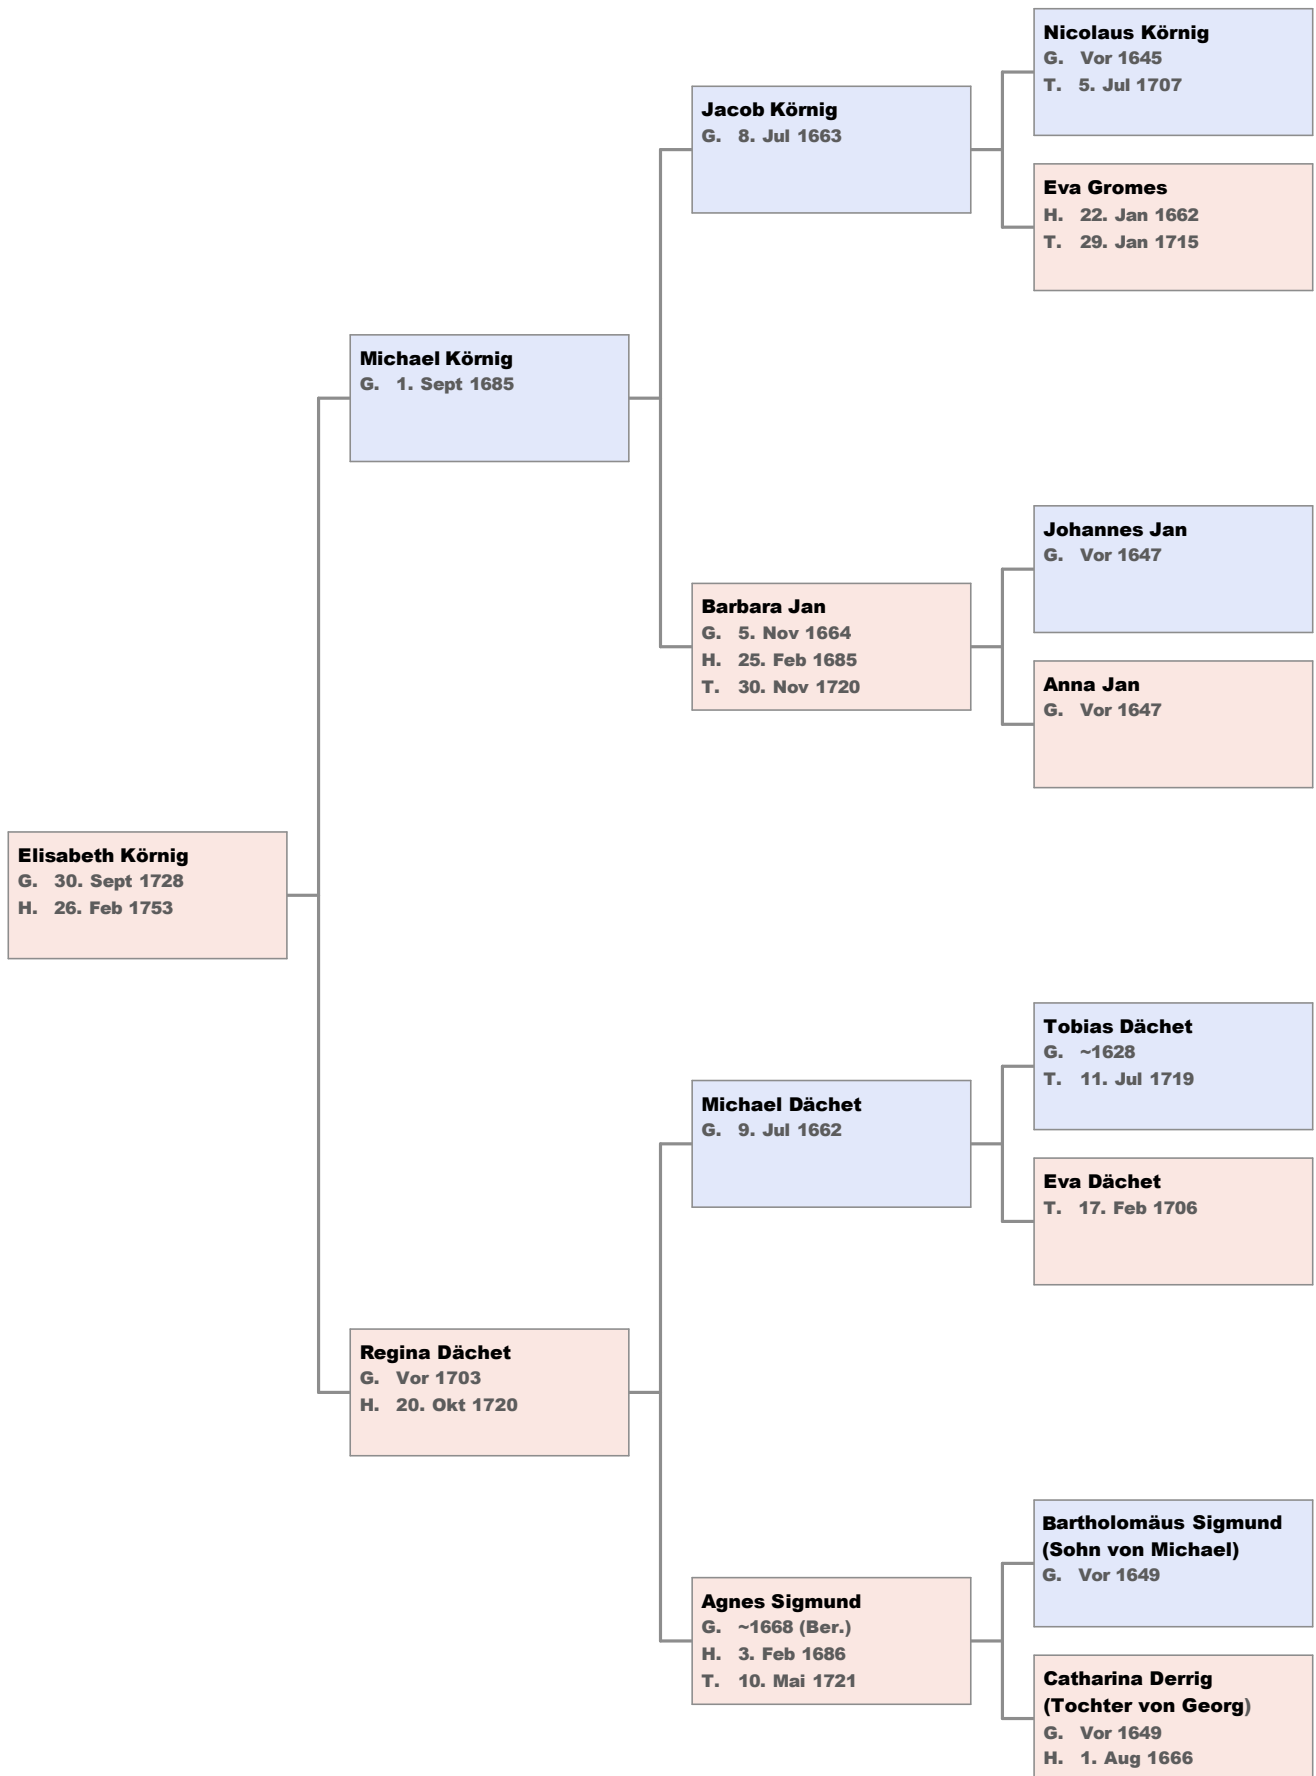 Nicolaus Körnig
G. Vor 1645
T. 5. Jul 1707
Jacob Körnig
G. 8. Jul 1663
Eva Gromes
H. 22. Jan 1662
T. 29. Jan 1715
Michael Körnig
G. 1. Sept 1685
Johannes Jan
G. Vor 1647
Barbara Jan
G. 5. Nov 1664
H. 25. Feb 1685
T. 30. Nov 1720
Anna Jan
G. Vor 1647
Elisabeth Körnig
G. 30. Sept 1728
H. 26. Feb 1753
Tobias Dächet
G. ~1628
T. 11. Jul 1719
Michael Dächet
G. 9. Jul 1662
Eva Dächet
T. 17. Feb 1706
Regina Dächet
G. Vor 1703
H. 20. Okt 1720
Bartholomäus Sigmund
(Sohn von Michael)
G. Vor 1649
Agnes Sigmund
G. ~1668 (Ber.)
H. 3. Feb 1686
T. 10. Mai 1721
Catharina Derrig
(Tochter von Georg)
G. Vor 1649
H. 1. Aug 1666